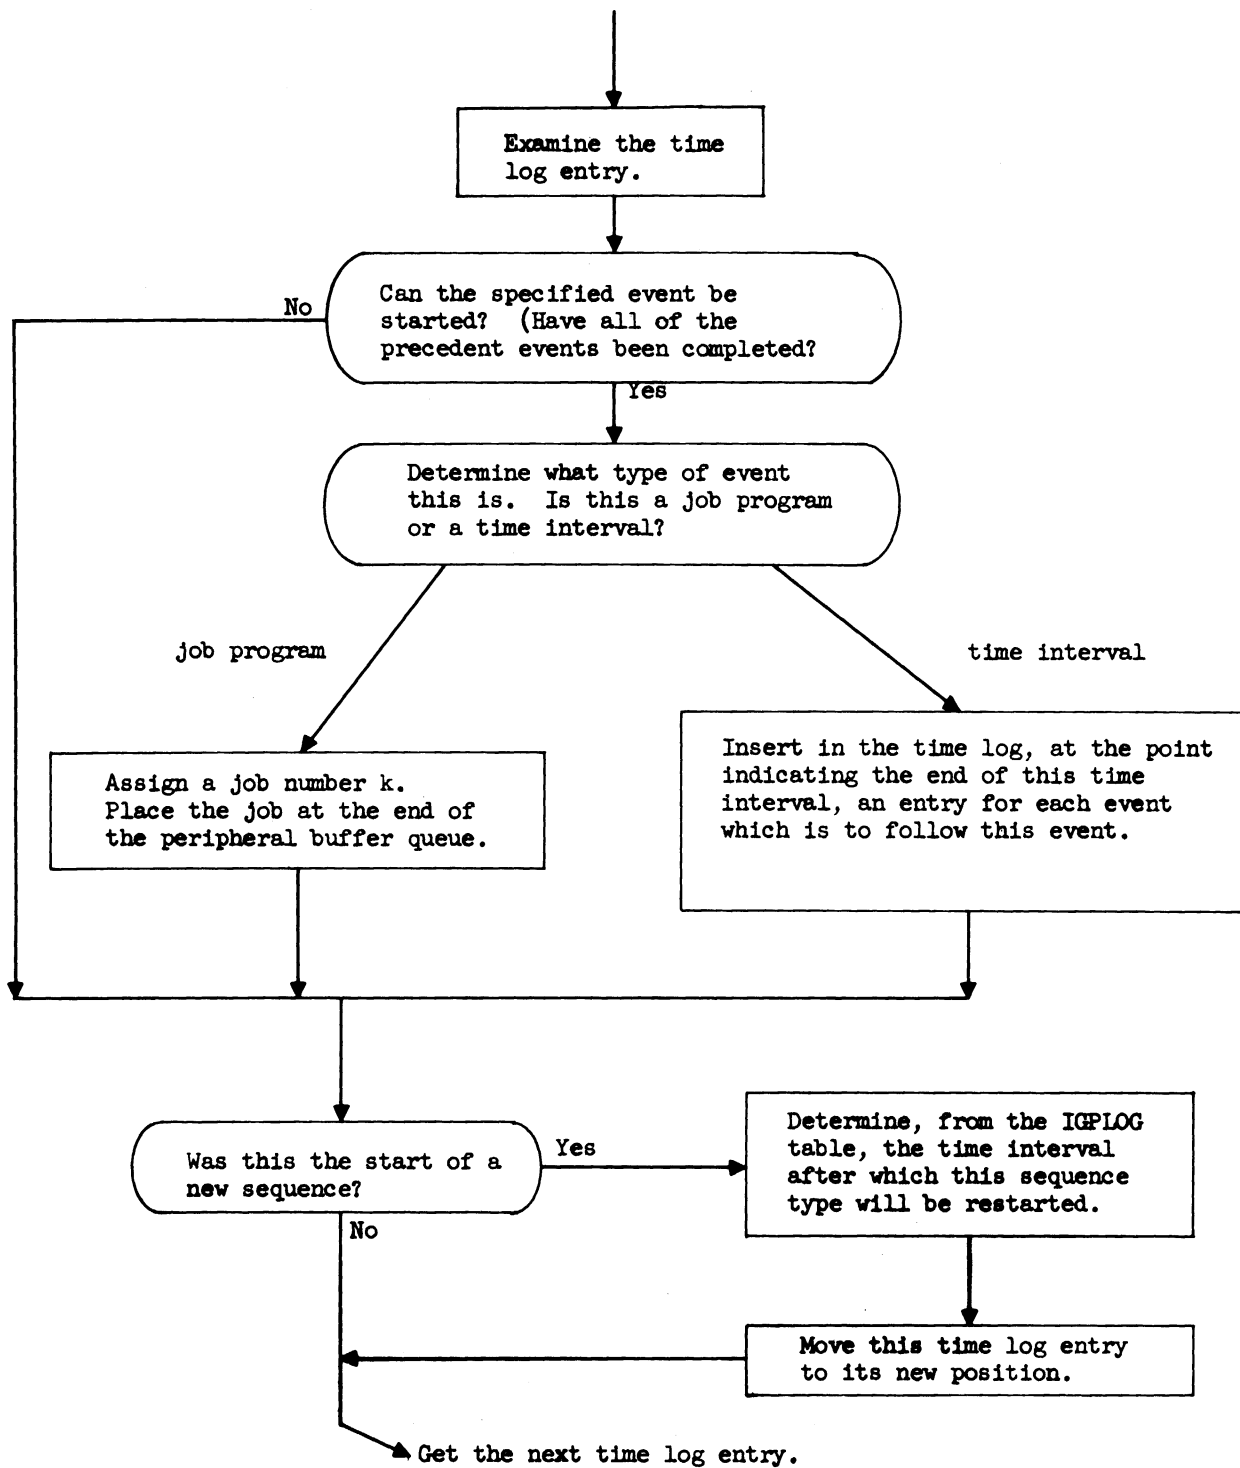 Examine the time
log entry.
No
Can the specified event be
started? (Have all of the
precedent events been completed?
Yes
Determine what type of event
this is. Is this a job program
or a time interval?
job program
time interval
Assign a job number k.
Place the job at the end of
the peripheral buffer queue.
Insert in the time log, at the point
indicating the end of this time
interval, an entry for each event
which is to follow this event.
Was this the start of a
new sequence?
Yes
No
Determine, from the IGPLOG
table, the time interval
after which this sequence
type will be restarted.
Move this time log entry
to its new position.
Get the next time log entry.